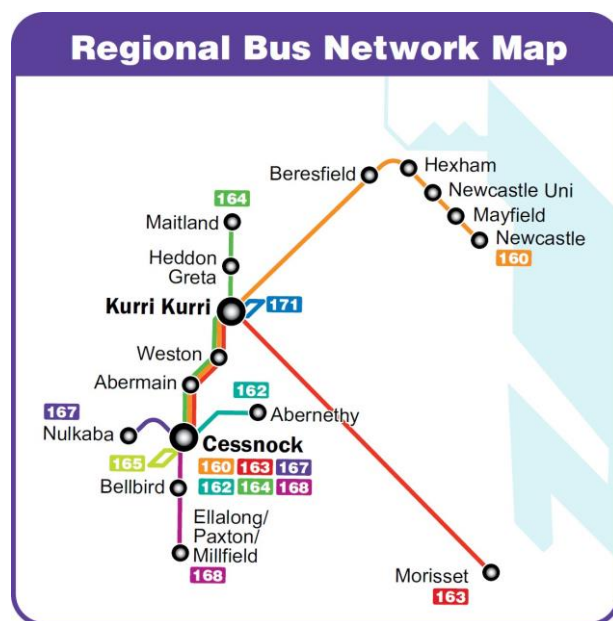 Regional Bus Network Map
Beresfield
Hexham
Newcastle Uni
Mayfield
Newcastle
160
164
Maitland
Heddon
Greta
Kurri Kurri
171
Weston
Abermain
162
Abernethy
167
Nulkaba
Cessnock
165
160 163 167
162 164 168
Bellbird
Ellalong/
Paxton/
Millfield
168
Morisset
163